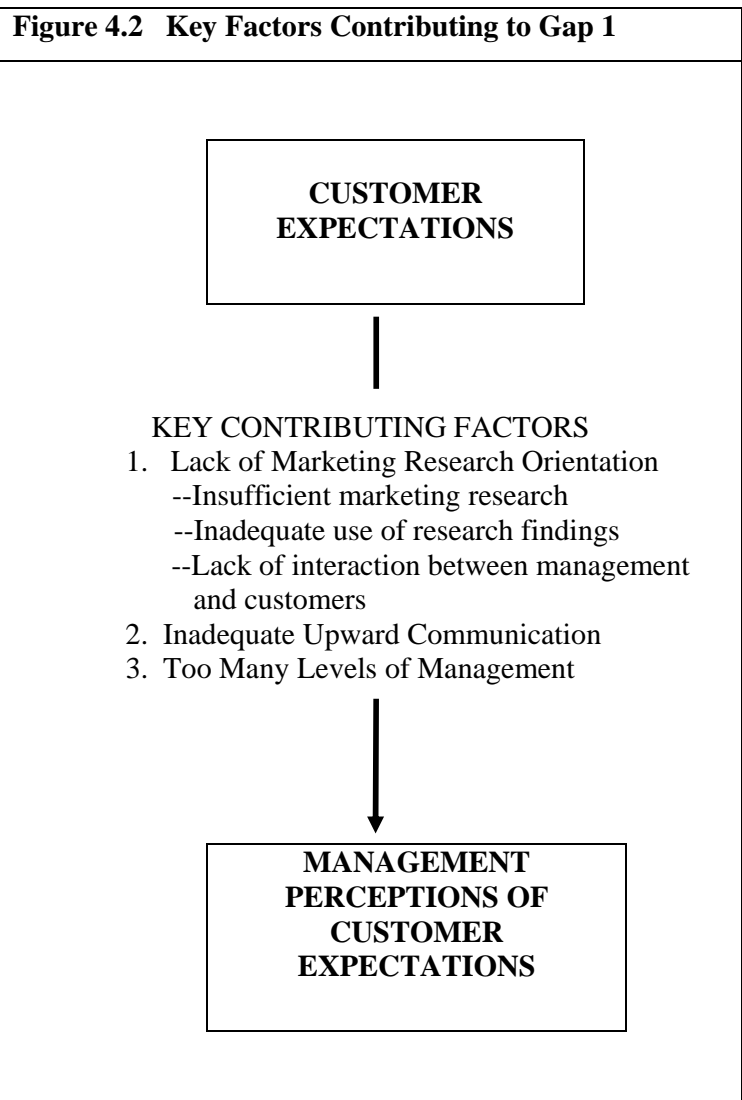 Figure 4.2 Key Factors Contributing to Gap 1
CUSTOMER
EXPECTATIONS
KEY CONTRIBUTING FACTORS
1. Lack of Marketing Research Orientation
--Insufficient marketing research
--Inadequate use of research findings
--Lack of interaction between management
and customers
2. Inadequate Upward Communication
3. Too Many Levels of Management
MANAGEMENT
PERCEPTIONS OF
CUSTOMER
EXPECTATIONS